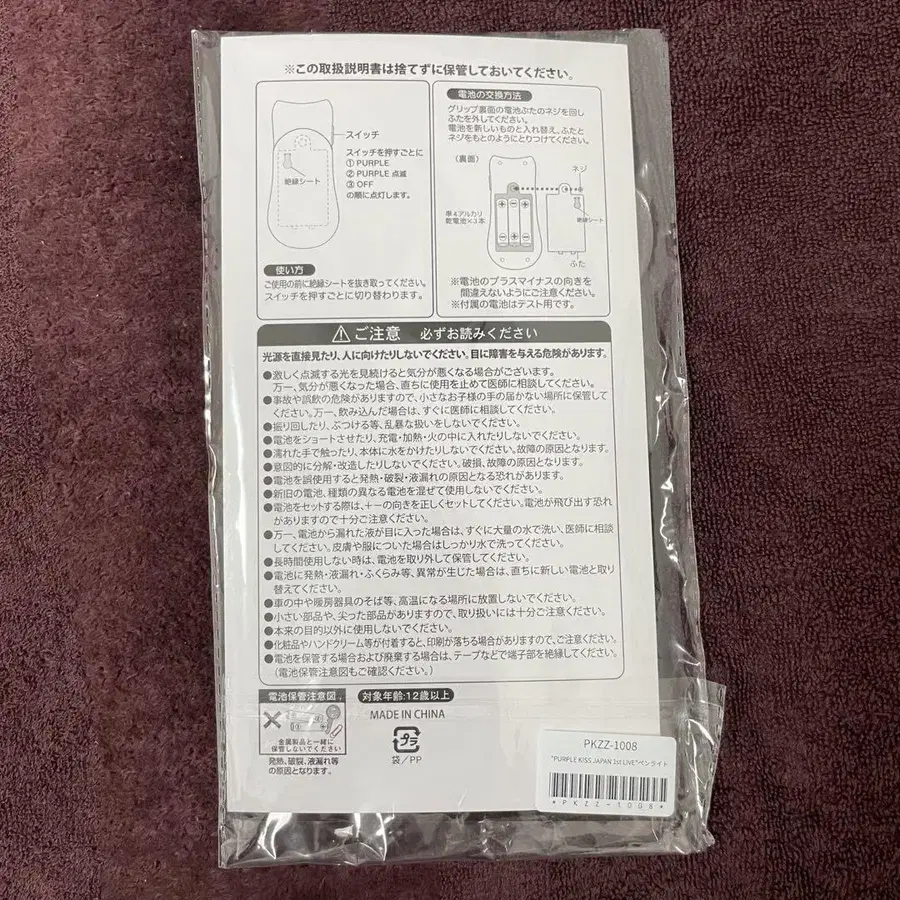 ※この取扱説明書は捨てずに保管しておいてください。
スイッチ
スイッチを押すごとに
① PURPLE
② PURPLE 点滅
③ OFF
の順に点灯します。
絶縁シート
使い方
ご使用の前に絶縁シートを抜き取ってください。
スイッチを押すごとに切り替わります。
電池の交換方法
グリップ裏面の電池ぶたのネジを回し
ふたを外してください。
電池を新しいものと入れ替え、ふたと
ネジをもとのようにとりつけてください。
(裏面)
ネジ
単4アルカリ
乾電池×3本
絶縁シート
ふた
※電池のプラスマイナスの向きを
間違えないようにご注意ください。
※付属の電池はテスト用です。
ご注意 必ずお読みください
光源を直接見たり、人に向けたりしないでください。目に障害を与える危険があります。
●激しく点滅する光を見続けると気分が悪くなる場合がございます。
万一、気分が悪くなった場合、直ちに使用を止めて医師に相談してください。
●事故や誤飲の危険がありますので、小さなお子様の手の届かない場所に保管して
ください。万一、飲み込んだ場合は、すぐに医師に相談してください。
●振り回したり、ぶつける等、乱暴な扱いをしないでください。
●電池をショートさせたり、充電・加熱・火の中に入れたりしないでください。
●濡れた手で触ったり、本体に水をかけたりしないでください。故障の原因となります。
●意図的に分解・改造したりしないでください。破損、故障の原因となります。
●電池を誤使用すると発熱・破裂・液漏れの原因となる恐れがあります。
●新旧の電池、種類の異なる電池を混ぜて使用しないでください。
●電池をセットする際は、+−の向きを正しくセットしてください。電池が飛び出す恐れ
がありますので十分ご注意ください。
●万一、電池から漏れた液が目に入った場合は、すぐに大量の水で洗い、医師に相談
してください。皮膚や服についた場合はしっかり水で洗ってください。
●長時間使用しない時は、電池を取り外して保管してください。
●電池に発熱・液漏れ・ふくらみ等、異常が生じた場合は、直ちに新しい電池と取り
替えてください。
●車の中や暖房器具のそば等、高温になる場所に放置しないでください。
●小さい部品や、尖った部品がありますので、取り扱いには十分ご注意ください。
●本来の目的以外に使用しないでください。
●化粧品やハンドクリーム等が付着すると、印刷が落ちる場合がありますので、ご注意ください。
●電池を保管する場合および廃棄する場合は、テープなどで端子部を絶縁してください。
(電池保管注意図もご確認ください。)
電池保管注意図
金属製品と一緒に
保管しないでください
発熱、破裂、液漏れ等
の原因となります。
対象年齢:12歳以上
MADE IN CHINA
プラ
袋/PP
PKZZ-1008
"PURPLE KISS JAPAN 1st LIVE"ペンライト
*PKZZ-1008*